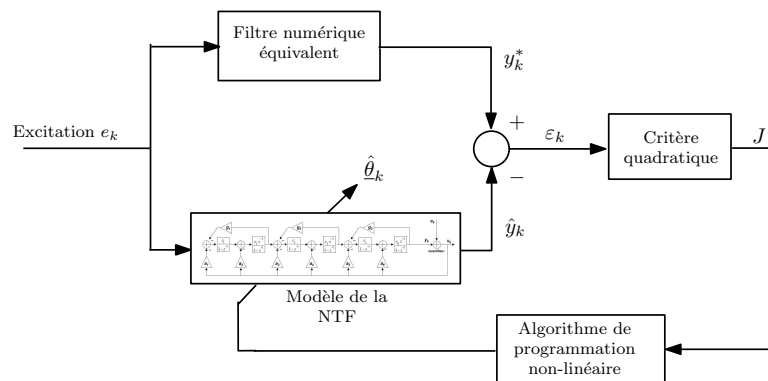 Filtre numérique
équivalent
y*k
Excitation ek
+
εk
Critère
quadratique
J
−
θ̂k
ŷk
Modèle de la
NTF
Algorithme de
programmation
non-linéaire